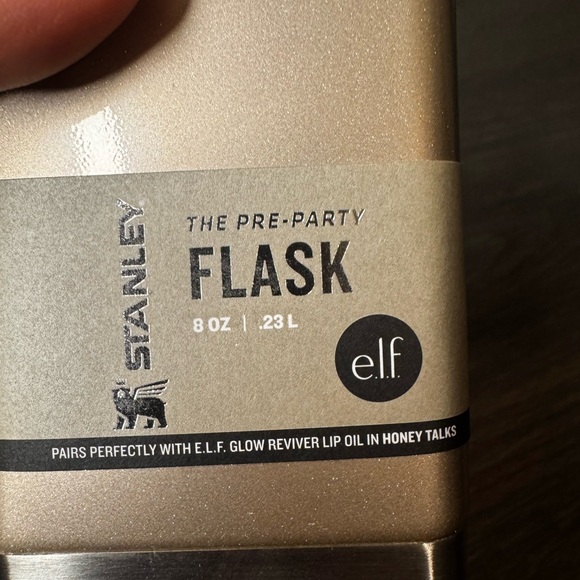 STANLEY
THE PRE-PARTY
FLASK
8 OZ | .23 L
e.l.f.
PAIRS PERFECTLY WITH E.L.F. GLOW REVIVER LIP OIL IN HONEY TALKS